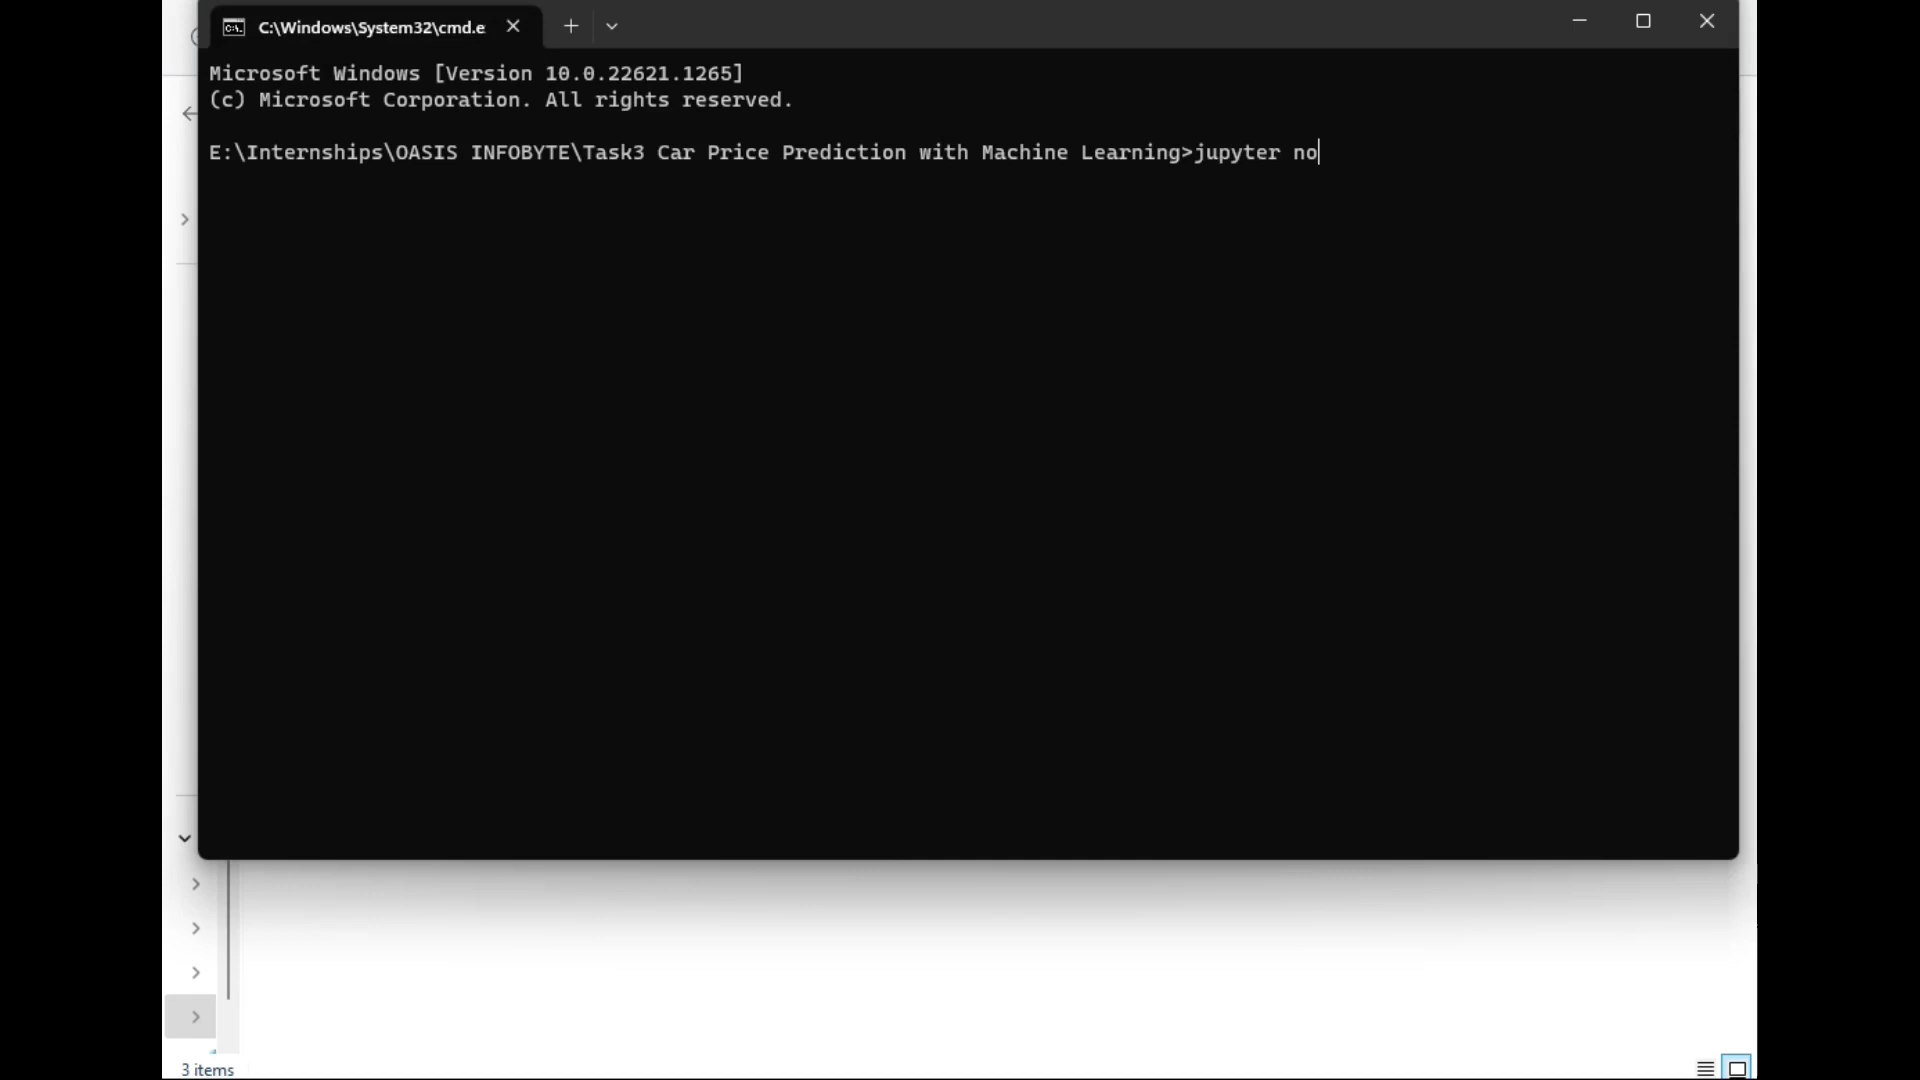 C:\Windows\System32\cmd.e
Microsoft Windows [Version 10.0.22621.1265]
(c) Microsoft Corporation. All rights reserved.
E:\Internships\OASIS INFOBYTE\Task3 Car Price Prediction with Machine Learning>jupyter no
3 items